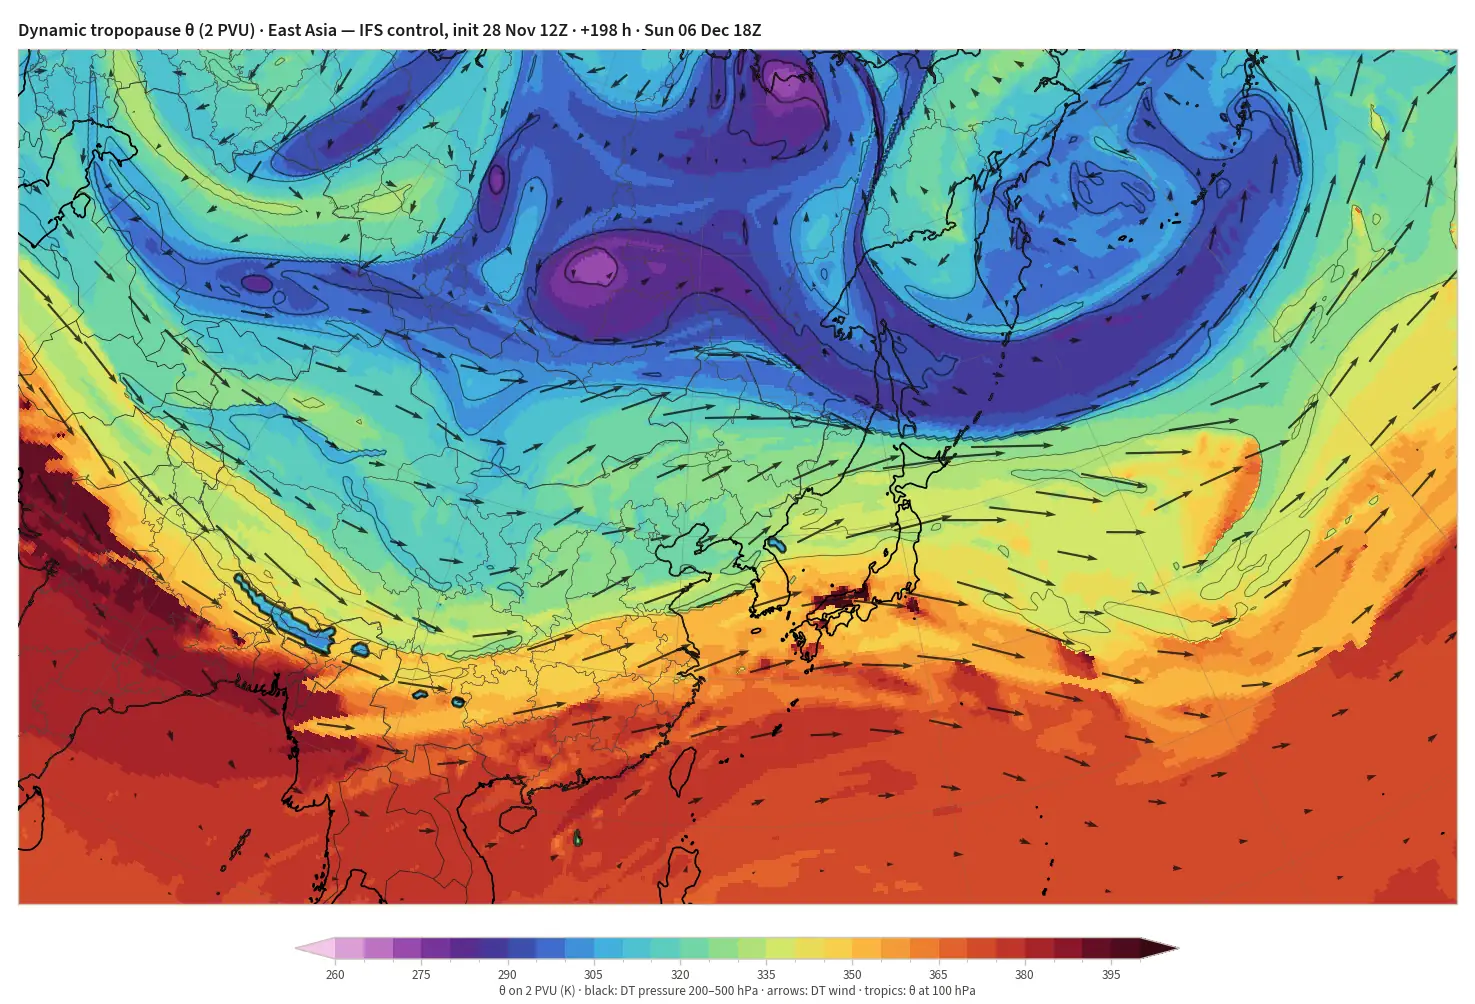 Dynamic tropopause θ (2 PVU) · East Asia — IFS control, init 28 Nov 12Z · +198 h · Sun 06 Dec 18Z
260 275 290 305 320 335 350 365 380 395
θ on 2 PVU (K) · black: DT pressure 200–500 hPa · arrows: DT wind · tropics: θ at 100 hPa